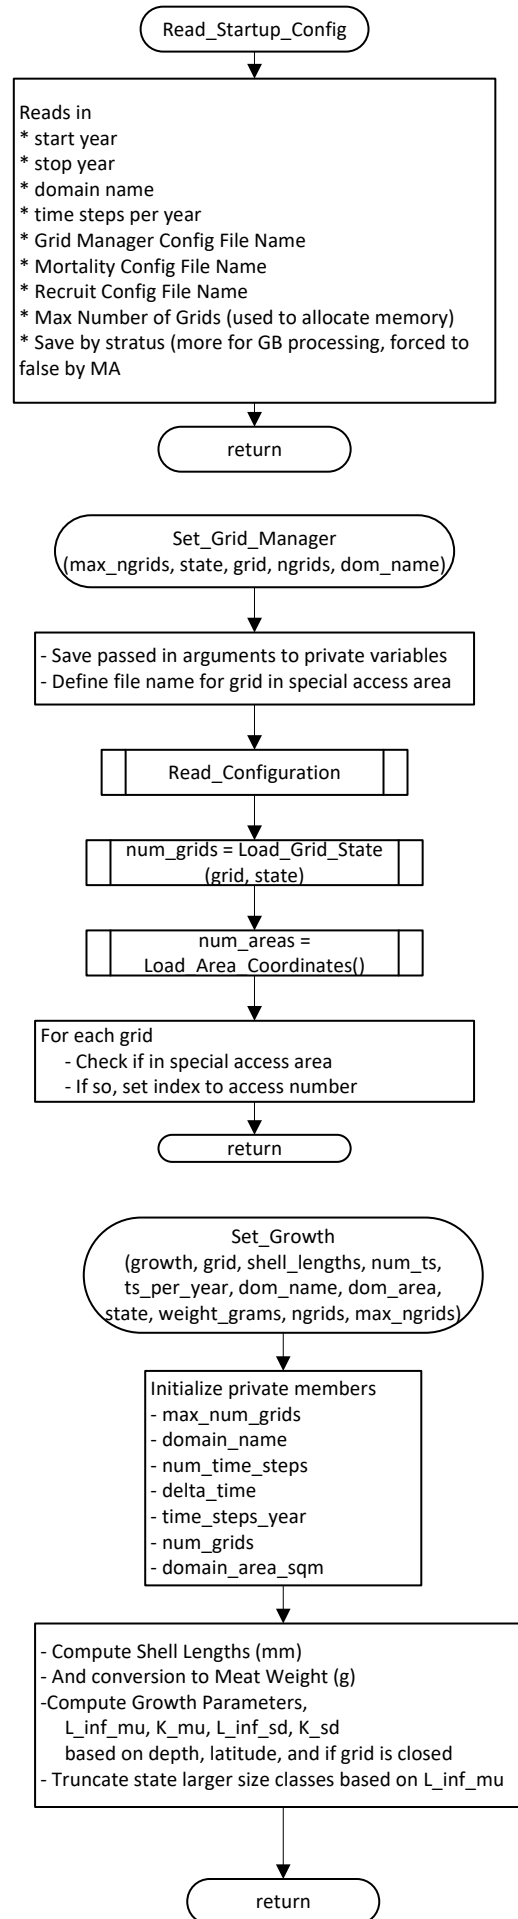 Read_Startup_Config
Reads in
* start year
* stop year
* domain name
* time steps per year
* Grid Manager Config File Name
* Mortality Config File Name
* Recruit Config File Name
* Max Number of Grids (used to allocate memory)
* Save by stratus (more for GB processing, forced to
false by MA
return
Set_Grid_Manager
(max_ngrids, state, grid, ngrids, dom_name)
- Save passed in arguments to private variables
- Define file name for grid in special access area
Read_Configuration
num_grids = Load_Grid_State
(grid, state)
num_areas =
Load_Area_Coordinates()
For each grid
- Check if in special access area
- If so, set index to access number
return
Set_Growth
(growth, grid, shell_lengths, num_ts,
ts_per_year, dom_name, dom_area,
state, weight_grams, ngrids, max_ngrids)
Initialize private members
- max_num_grids
- domain_name
- num_time_steps
- delta_time
- time_steps_year
- num_grids
- domain_area_sqm
- Compute Shell Lengths (mm)
- And conversion to Meat Weight (g)
-Compute Growth Parameters,
L_inf_mu, K_mu, L_inf_sd, K_sd
based on depth, latitude, and if grid is closed
- Truncate state larger size classes based on L_inf_mu
return